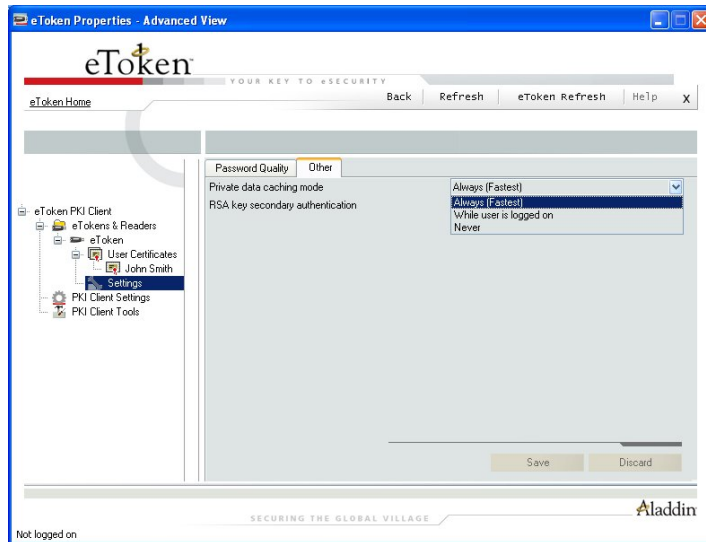 eToken Properties - Advanced View
eToken
YOUR KEY TO eSECURITY
eToken Home
Back
Refresh
eToken Refresh
Help
X
Password Quality
Other
Private data caching mode
Always (Fastest)
RSA key secondary authentication
Always (Fastest)
While user is logged on
Never
eToken PKI Client
eTokens & Readers
eToken
User Certificates
John Smith
Settings
PKI Client Settings
PKI Client Tools
Save
Discard
SECURING THE GLOBAL VILLAGE
Aladdin
Not logged on